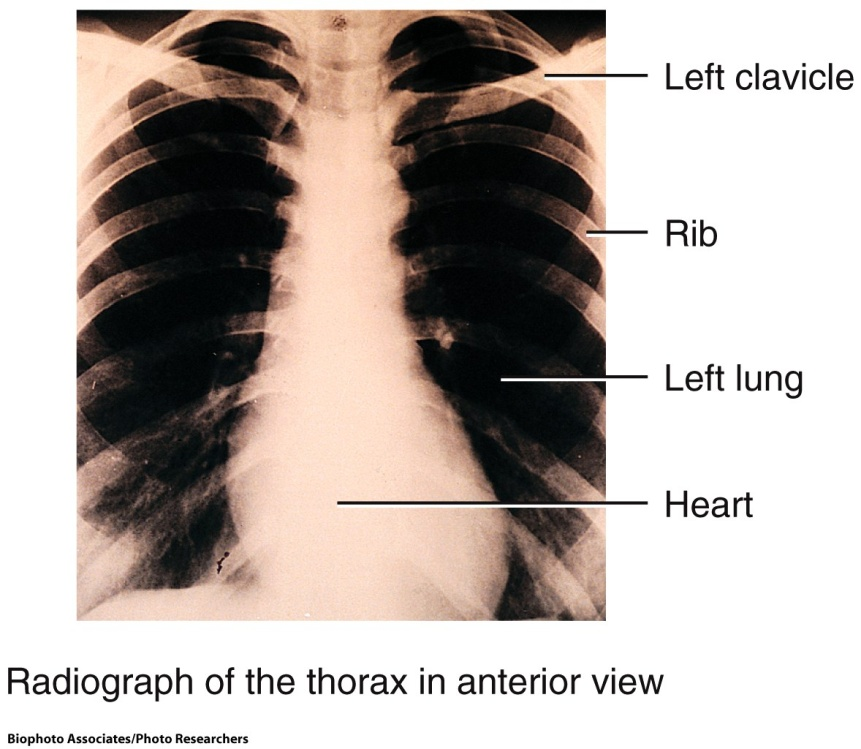 Left clavicle
Rib
Left lung
Heart
Radiograph of the thorax in anterior view
Biophoto Associates/Photo Researchers